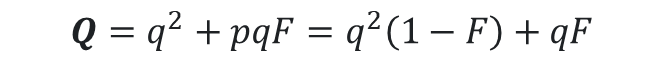 Q = q² + pqF = q²(1 − F) + qF